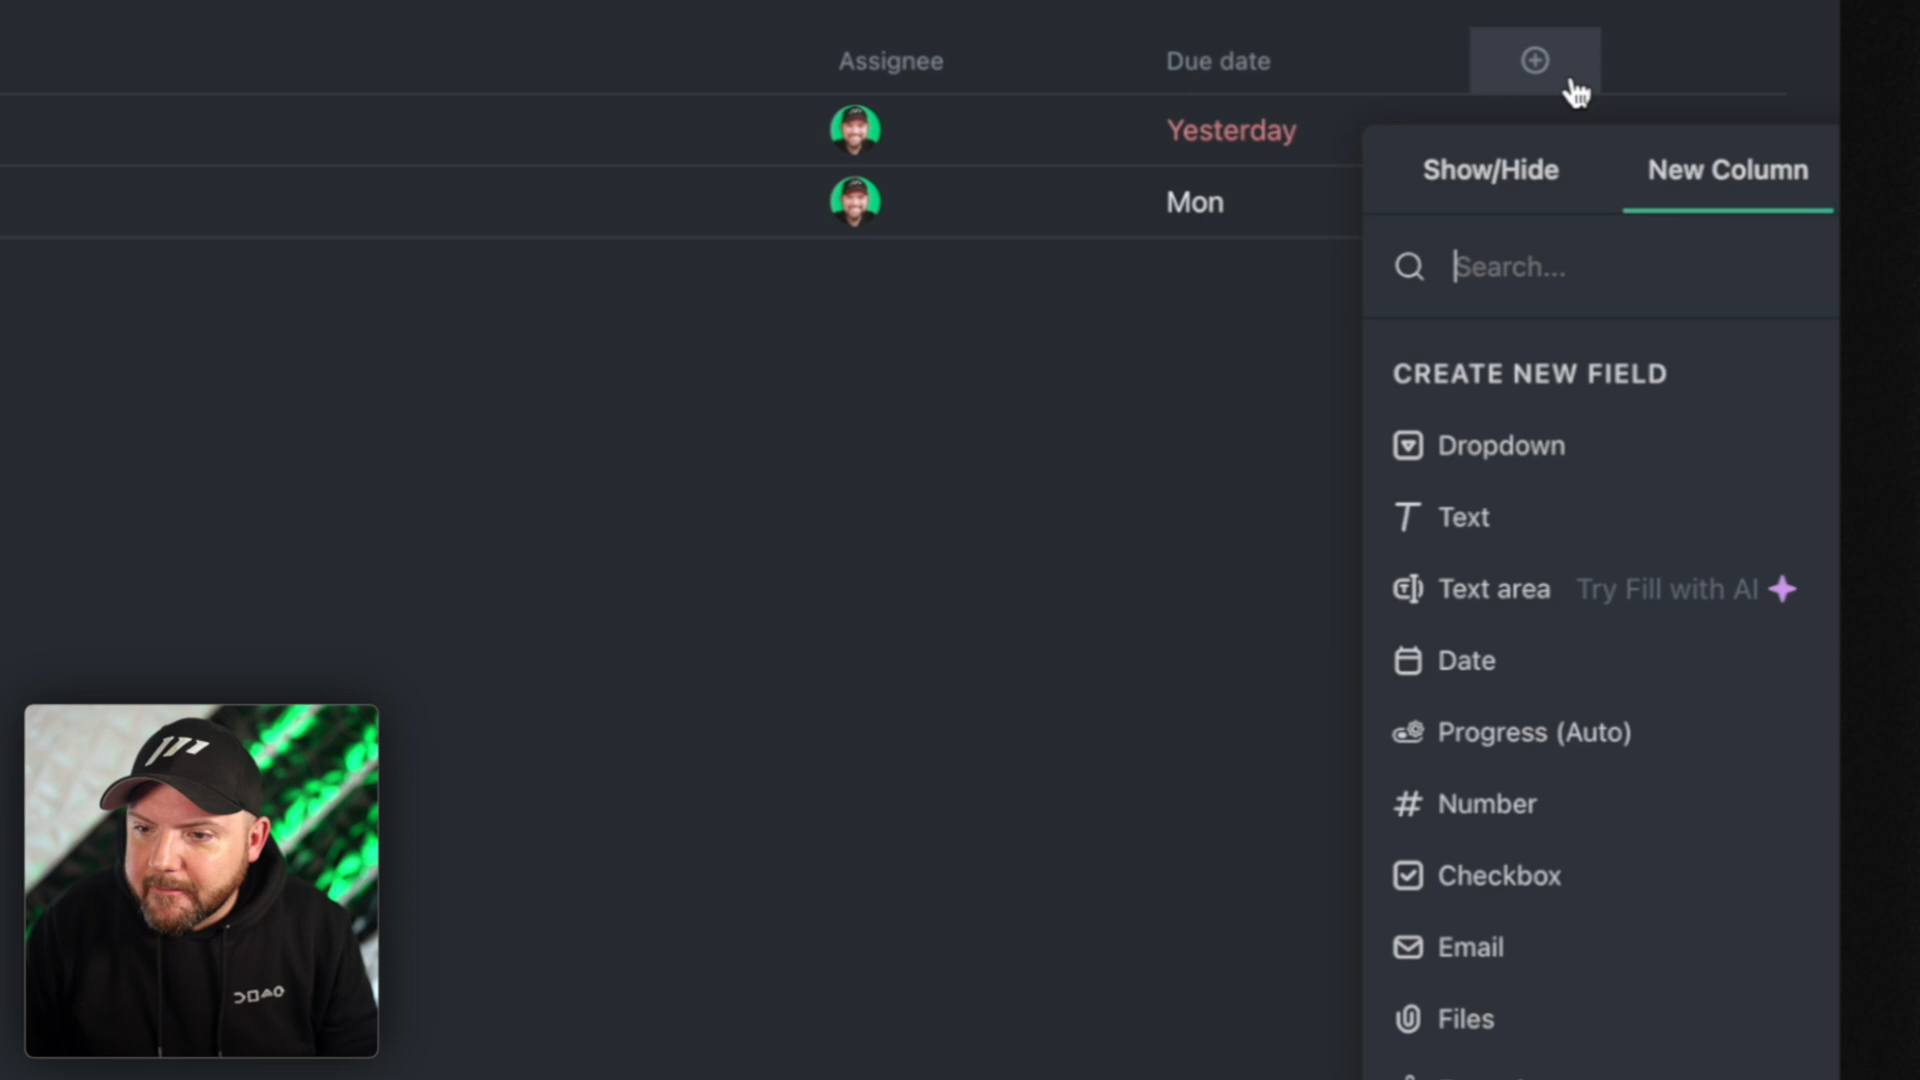 Assignee
Due date
Yesterday
Mon
Show/Hide
New Column
Search...
CREATE NEW FIELD
Dropdown
Text
Text area Try Fill with AI
Date
Progress (Auto)
Number
Checkbox
Email
Files